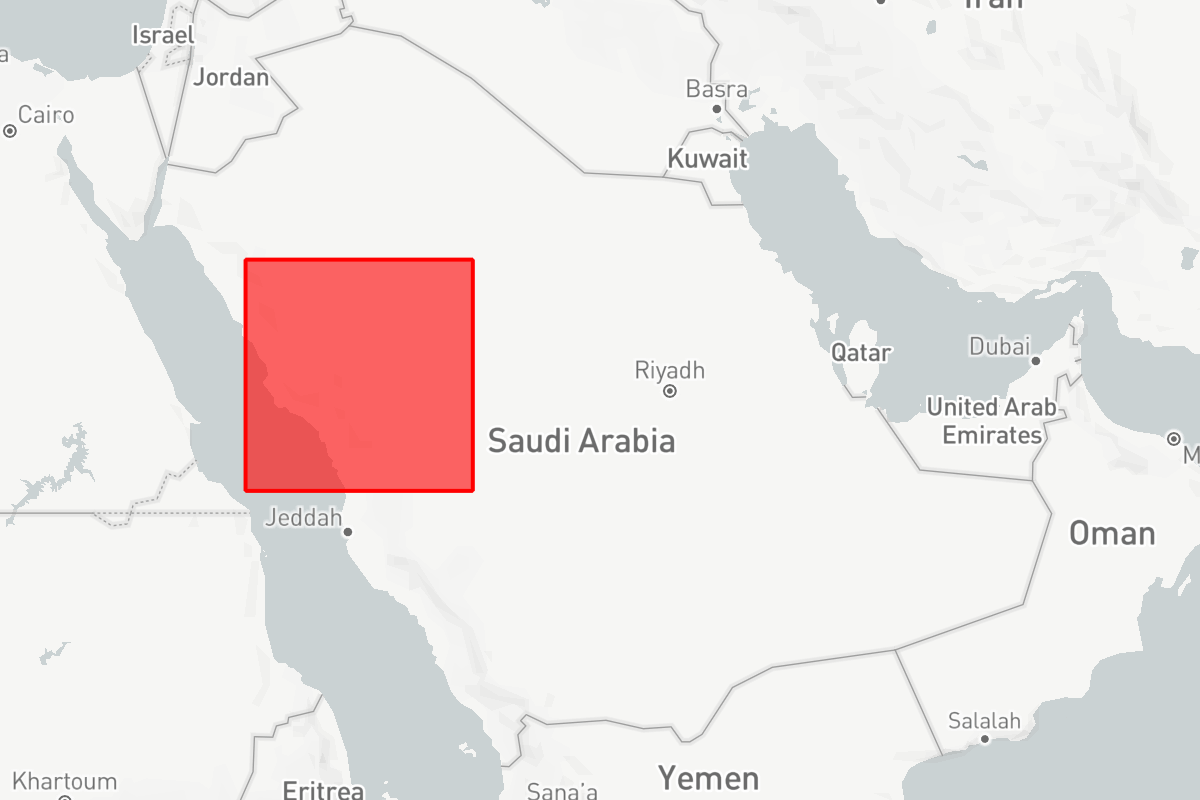 Iran
Israel
a
Jordan
Basra
Cairo
Kuwait
Qatar
Dubai
Riyadh
United Arab
Emirates
Saudi Arabia
M
Jeddah
Oman
Salalah
Khartoum
Eritrea
Yemen
Sana'a